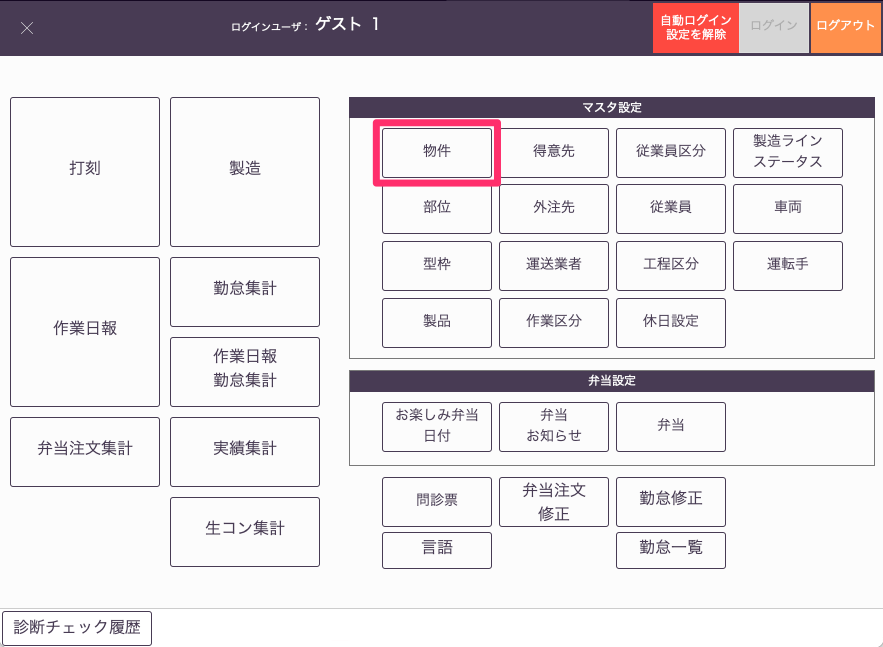 ログインユーザ： ゲスト 1
自動ログイン
設定を解除
ログイン
ログアウト
打刻
製造
作業日報
勤怠集計
作業日報
勤怠集計
弁当注文集計
実績集計
生コン集計
マスタ設定
物件
得意先
従業員区分
製造ライン
ステータス
部位
外注先
従業員
車両
型枠
運送業者
工程区分
運転手
製品
作業区分
休日設定
弁当設定
お楽しみ弁当
日付
弁当
お知らせ
弁当
問診票
弁当注文
修正
勤怠修正
言語
勤怠一覧
診断チェック履歴